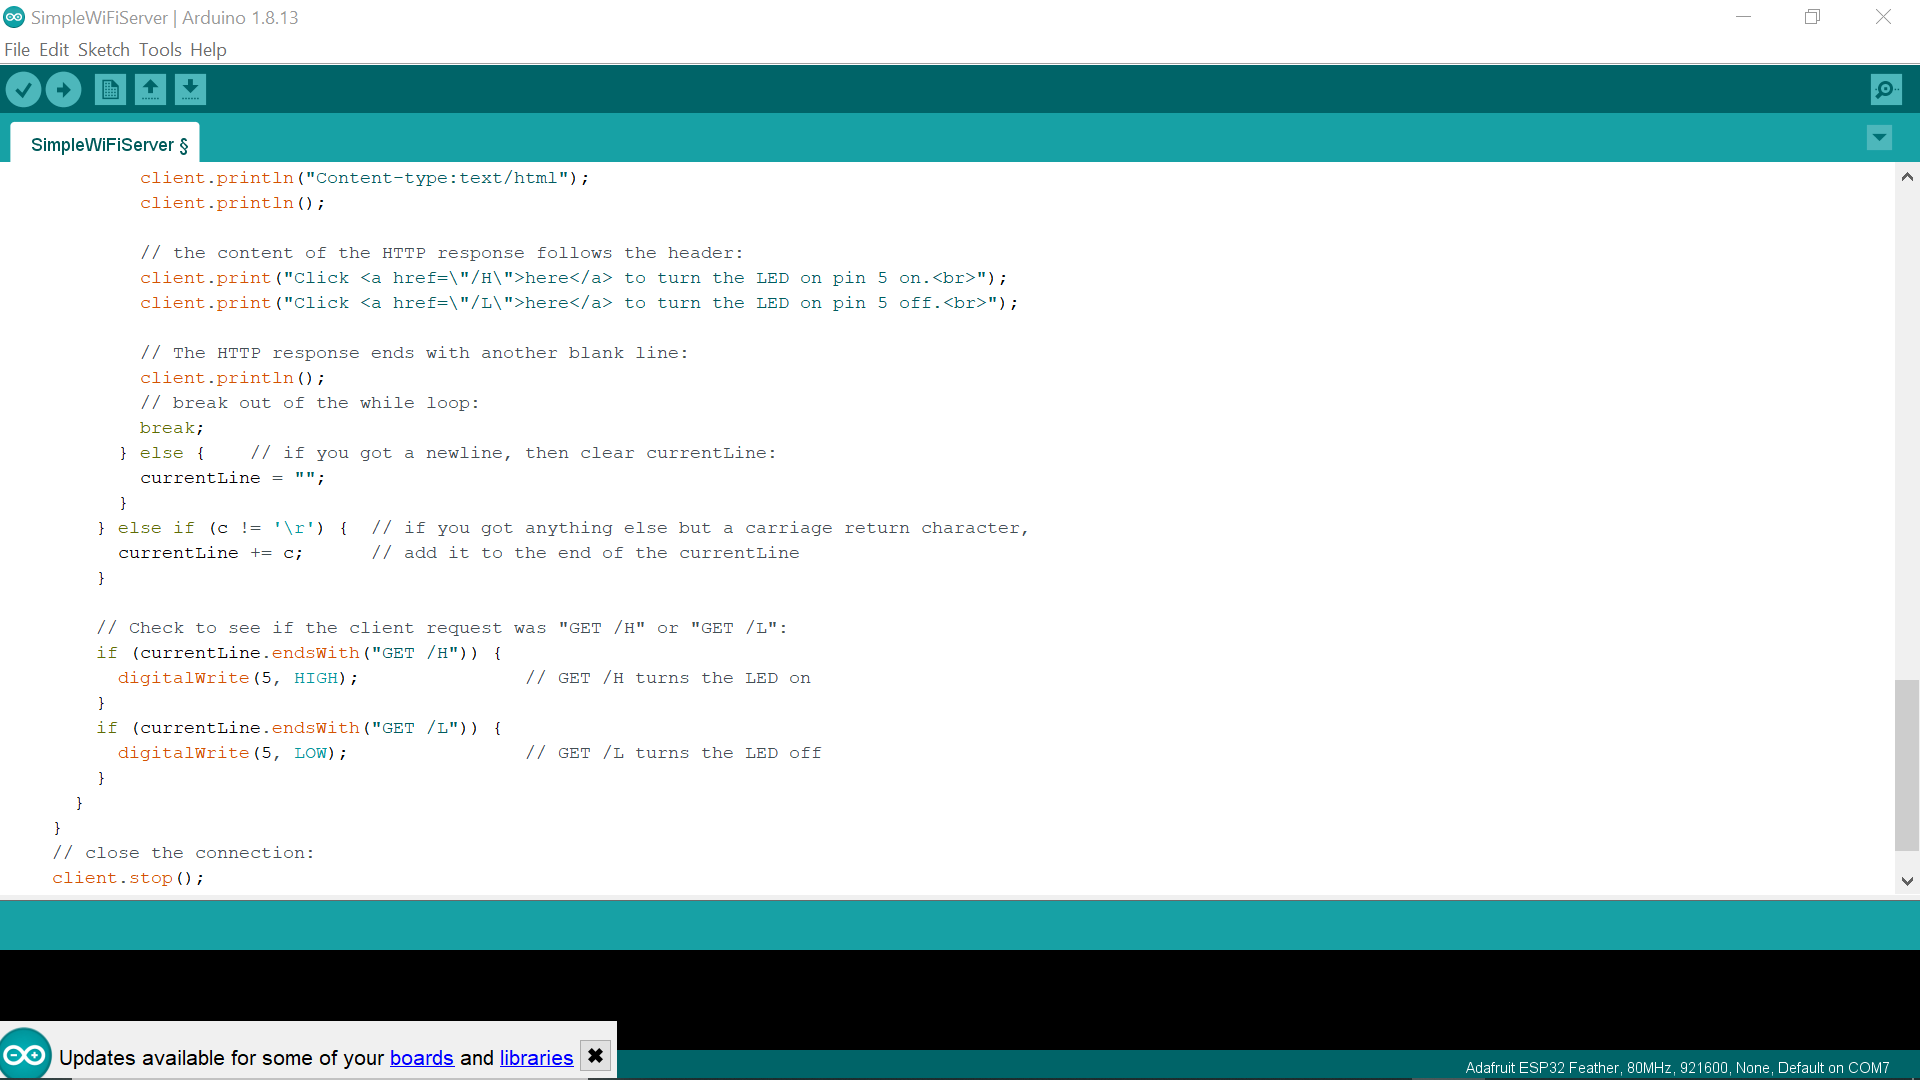 SimpleWiFiServer | Arduino 1.8.13
File Edit Sketch Tools Help
SimpleWiFiServer §
client.println("Content-type:text/html");
client.println();
// the content of the HTTP response follows the header:
client.print("Click <a href=\"/H\">here</a> to turn the LED on pin 5 on.<br>");
client.print("Click <a href=\"/L\">here</a> to turn the LED on pin 5 off.<br>");
// The HTTP response ends with another blank line:
client.println();
// break out of the while loop:
break;
} else {    // if you got a newline, then clear currentLine:
currentLine = "";
}
} else if (c != '\r') {  // if you got anything else but a carriage return character,
currentLine += c;      // add it to the end of the currentLine
}
// Check to see if the client request was "GET /H" or "GET /L":
if (currentLine.endsWith("GET /H")) {
digitalWrite(5, HIGH);               // GET /H turns the LED on
}
if (currentLine.endsWith("GET /L")) {
digitalWrite(5, LOW);                // GET /L turns the LED off
}
}
}
// close the connection:
client.stop();
Updates available for some of your boards and libraries
Adafruit ESP32 Feather, 80MHz, 921600, None, Default on COM7